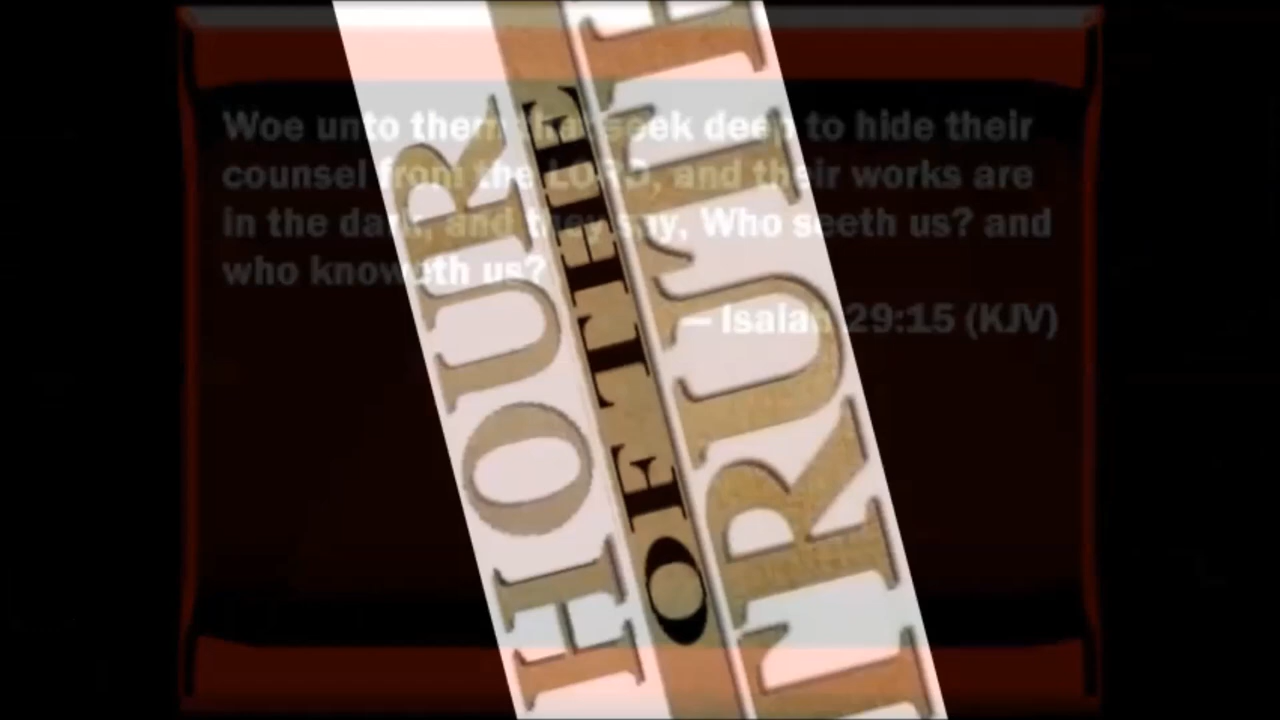 Woe unto them that seek deep to hide their
counsel from the LORD, and their works are
in the dark, and they say, Who seeth us? and
who knoweth us?
— Isaiah 29:15 (KJV)
HOUR
OF THE
TRUTH